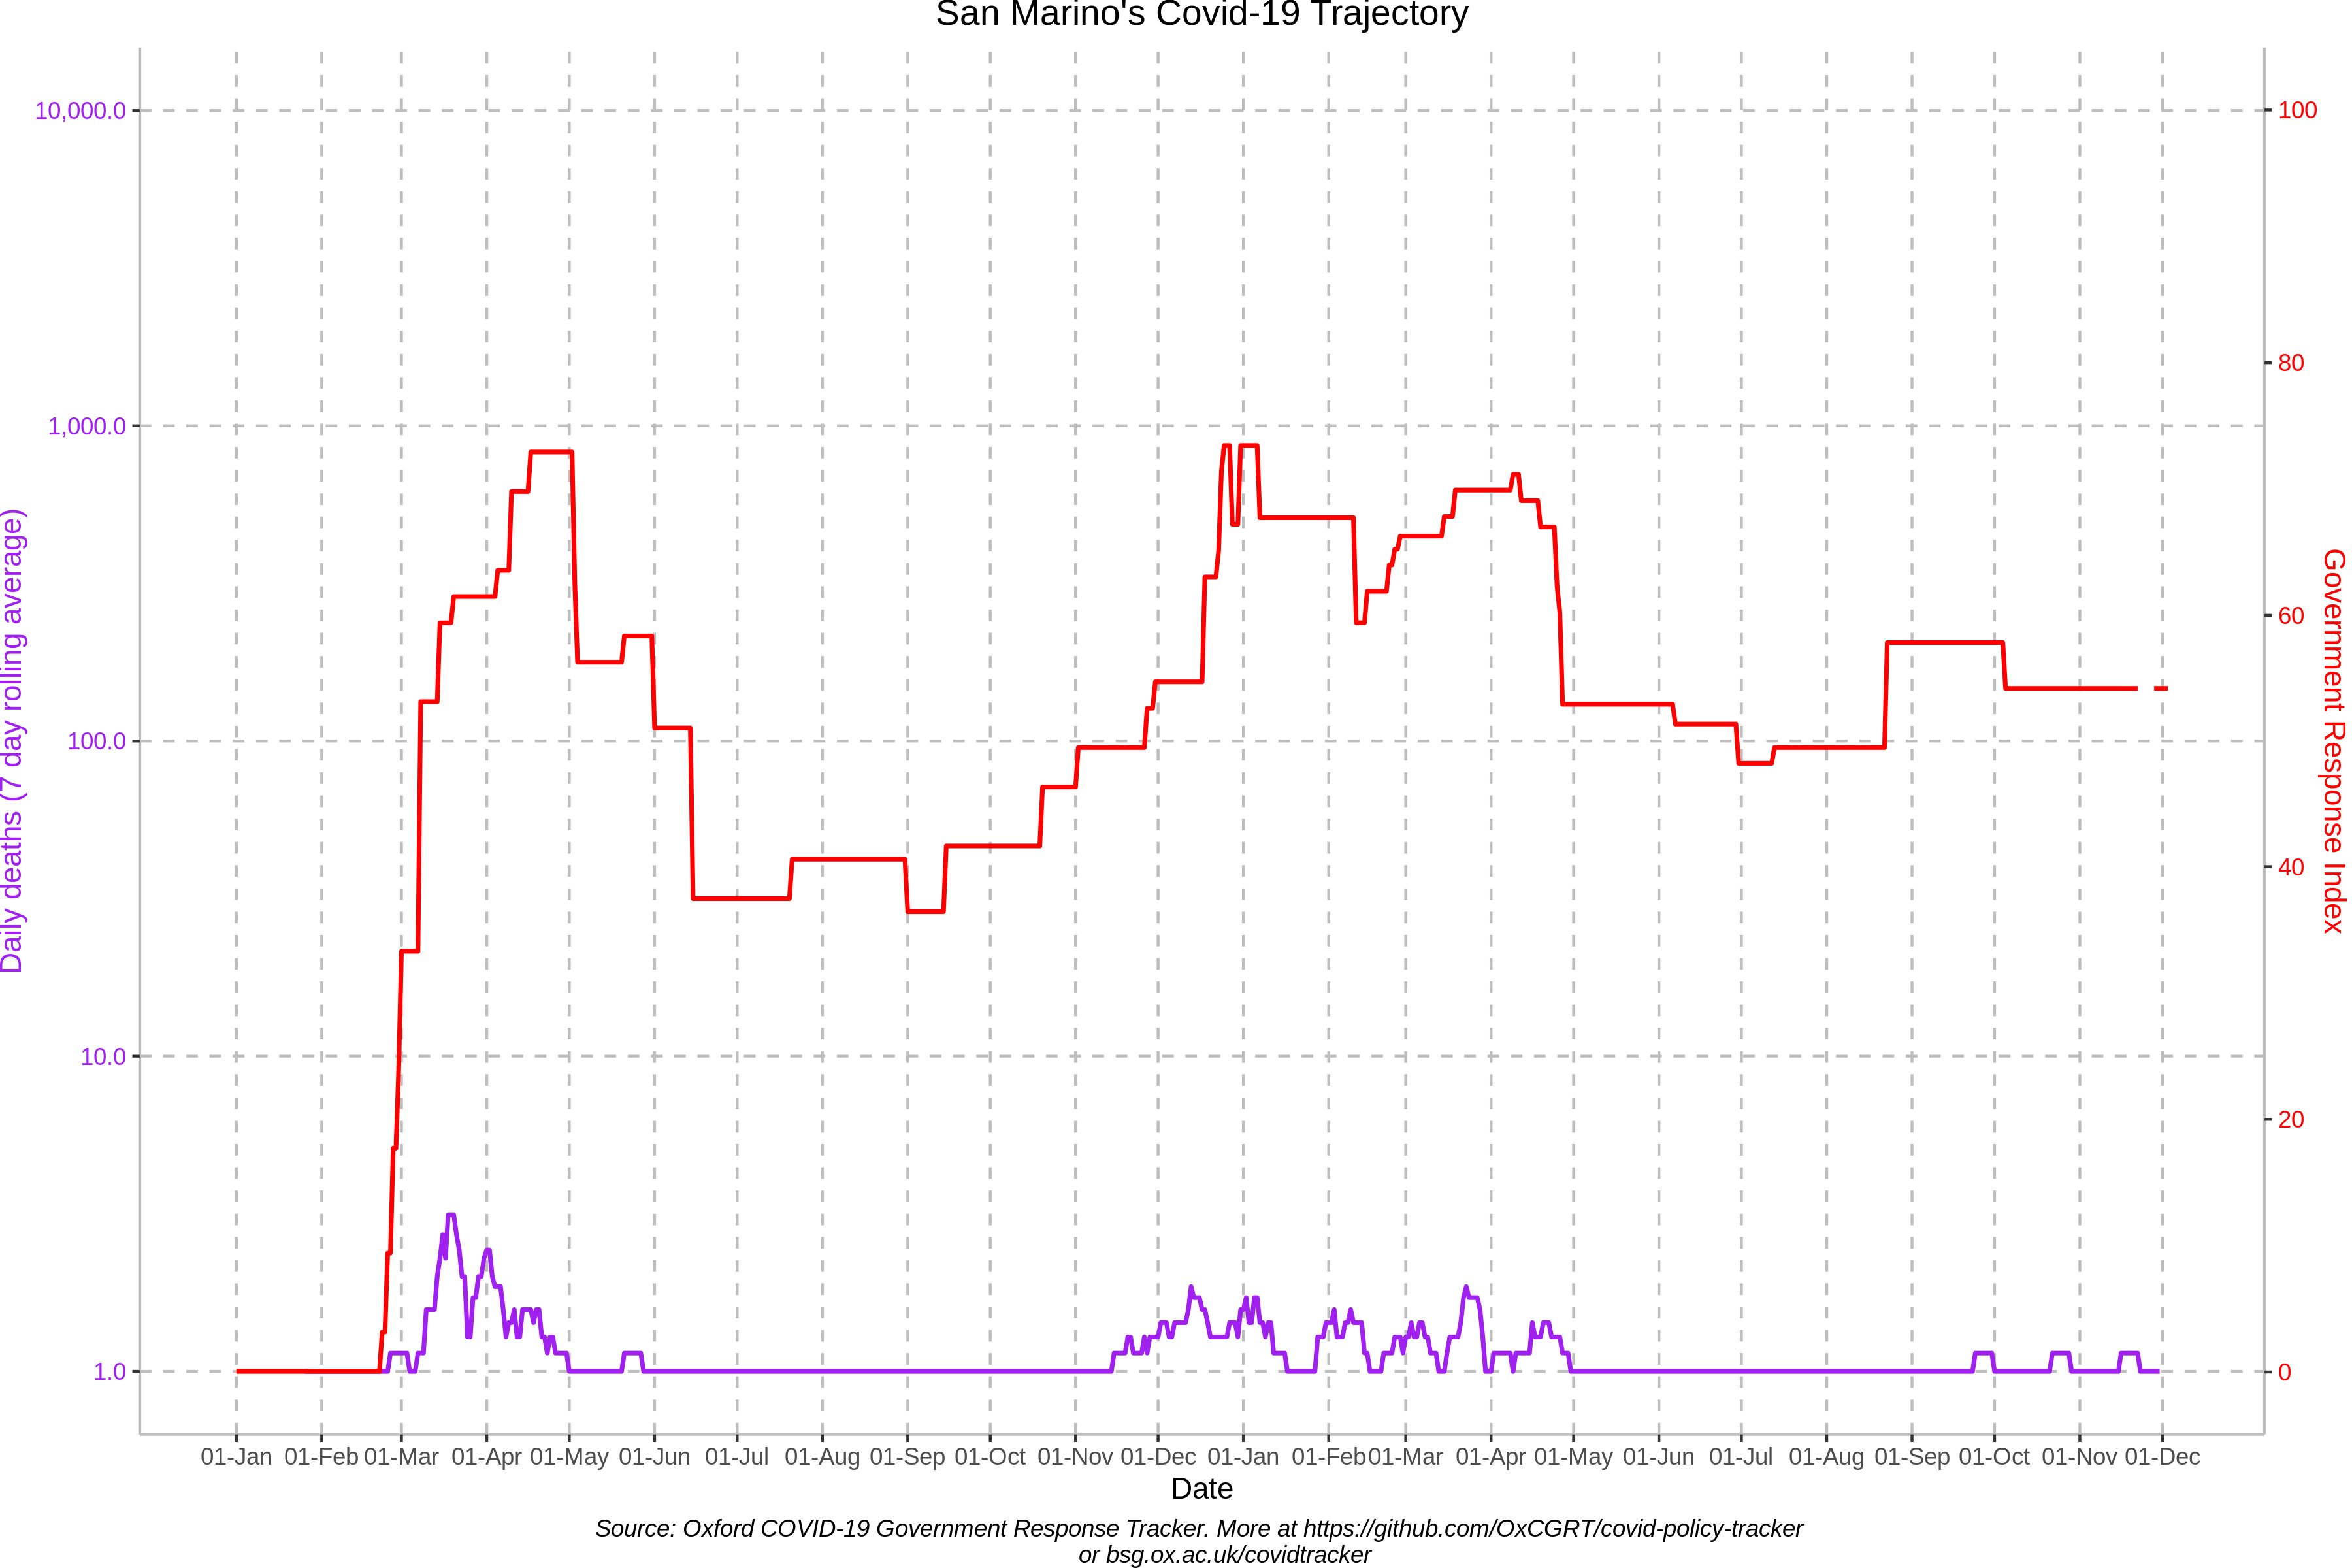 San Marino's Covid-19 Trajectory
10,000.0
1,000.0
100.0
10.0
1.0
Daily deaths (7 day rolling average)
100
80
60
40
20
0
Government Response Index
01-Jan 01-Feb 01-Mar 01-Apr 01-May 01-Jun 01-Jul 01-Aug 01-Sep 01-Oct 01-Nov 01-Dec 01-Jan 01-Feb 01-Mar 01-Apr 01-May 01-Jun 01-Jul 01-Aug 01-Sep 01-Oct 01-Nov 01-Dec
Date
Source: Oxford COVID-19 Government Response Tracker. More at https://github.com/OxCGRT/covid-policy-tracker
or bsg.ox.ac.uk/covidtracker